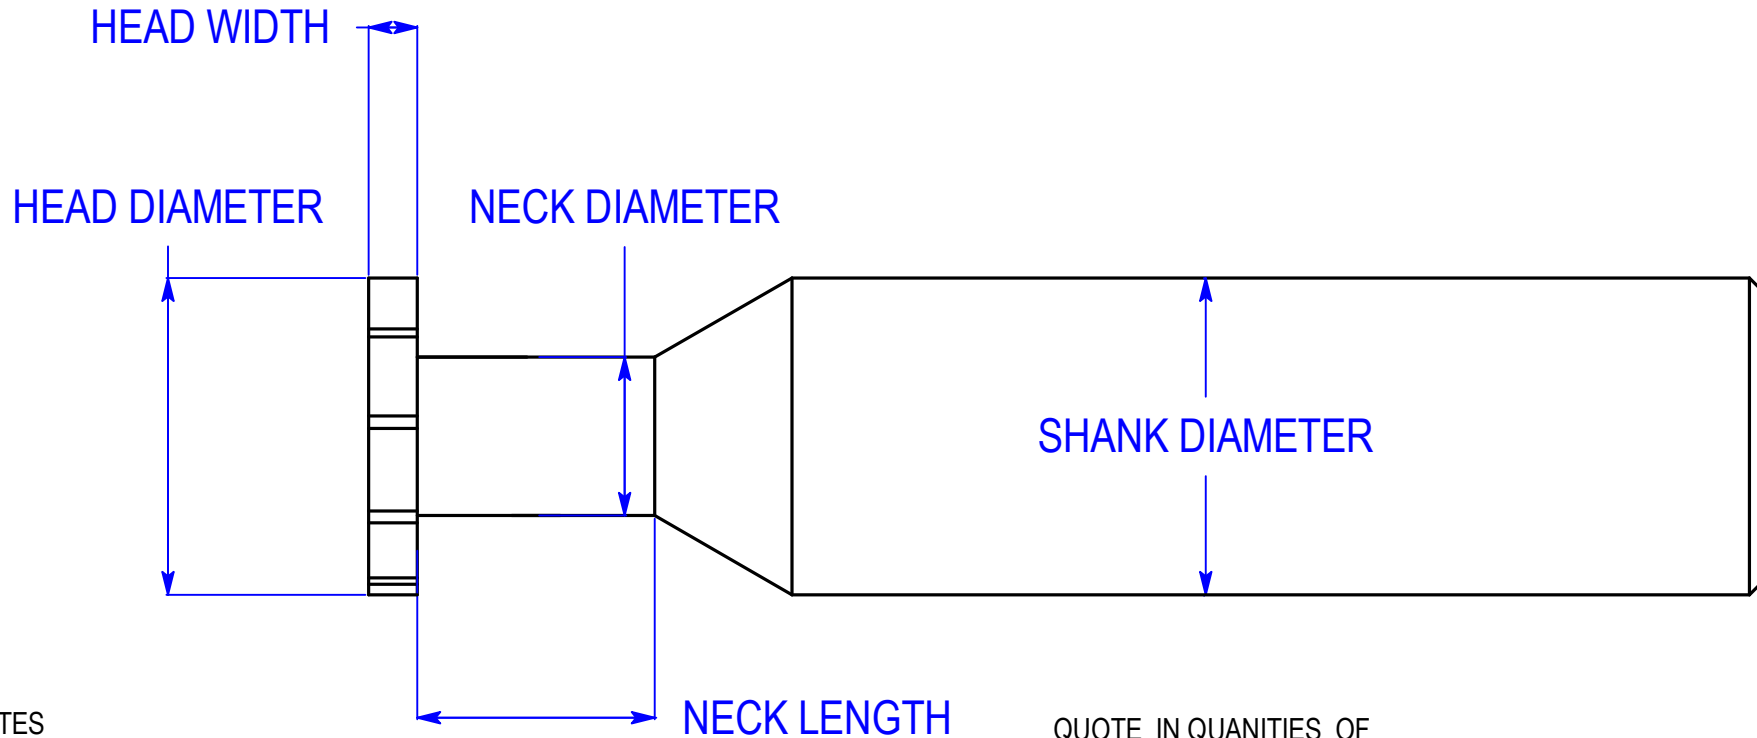 HEAD WIDTH
HEAD DIAMETER
NECK DIAMETER
SHANK DIAMETER
NECK LENGTH
TES
QUOTE IN QUANITIES OF